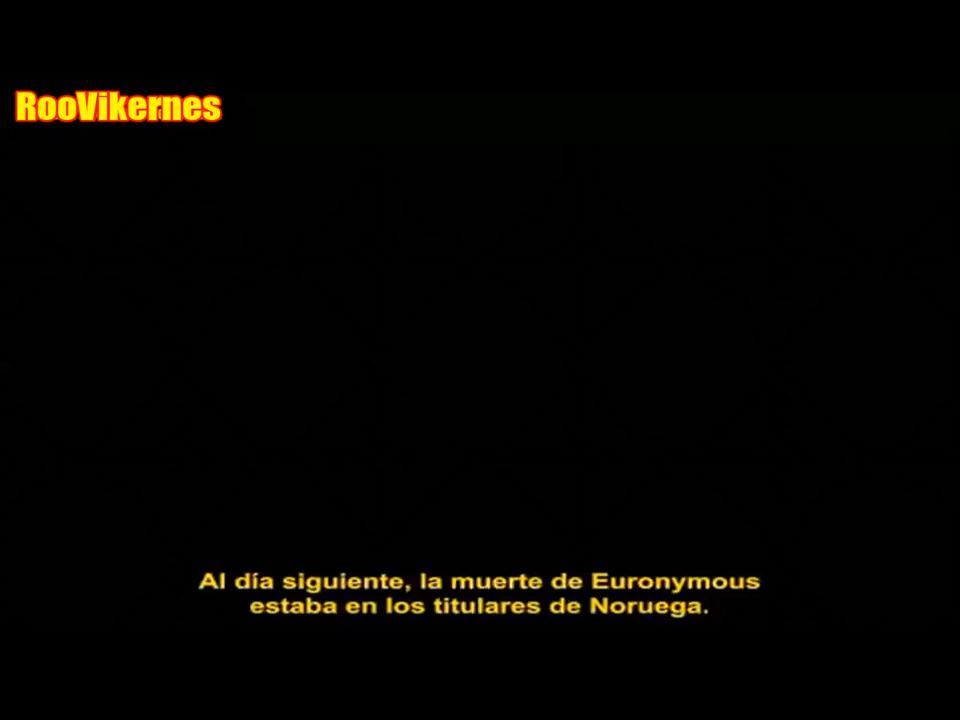 RooVikernes
Al día siguiente, la muerte de Euronymous
estaba en los titulares de Noruega.